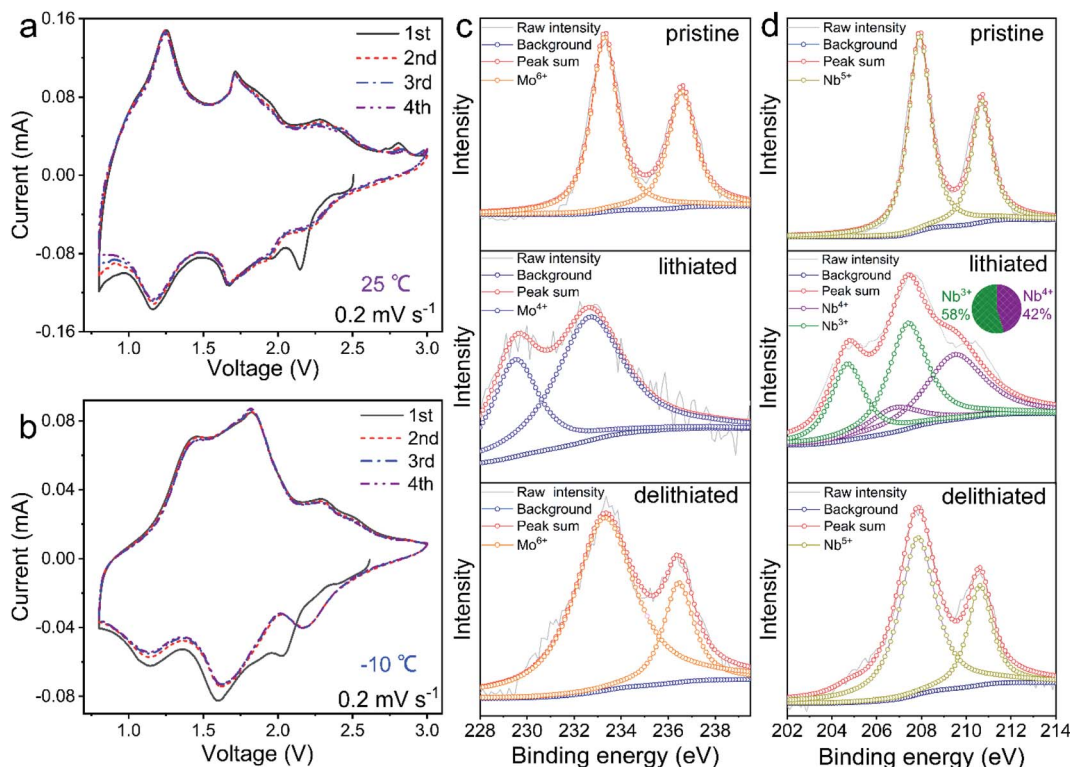 a
0.16
0.08
0.00
-0.08
-0.16
Current (mA)
1st
2nd
3rd
4th
25 ℃
0.2 mV s⁻¹
1.0
1.5
2.0
2.5
3.0
Voltage (V)
b
0.08
0.04
0.00
-0.04
-0.08
Current (mA)
1st
2nd
3rd
4th
-10 ℃
0.2 mV s⁻¹
1.0
1.5
2.0
2.5
3.0
Voltage (V)
c
Raw intensity
Background
Peak sum
Mo⁶⁺
pristine
Intensity
Raw intensity
Background
Peak sum
Mo⁴⁺
lithiated
Intensity
Raw intensity
Background
Peak sum
Mo⁶⁺
delithiated
Intensity
228
230
233
235
238
Binding energy (eV)
d
Raw intensity
Background
Peak sum
Nb⁵⁺
pristine
Intensity
Raw intensity
Background
Peak sum
Nb⁴⁺
Nb³⁺
lithiated
Nb³⁺
58%
Nb⁴⁺
42%
Intensity
Raw intensity
Background
Peak sum
Nb⁵⁺
delithiated
Intensity
202
204
206
208
210
212
214
Binding energy (eV)